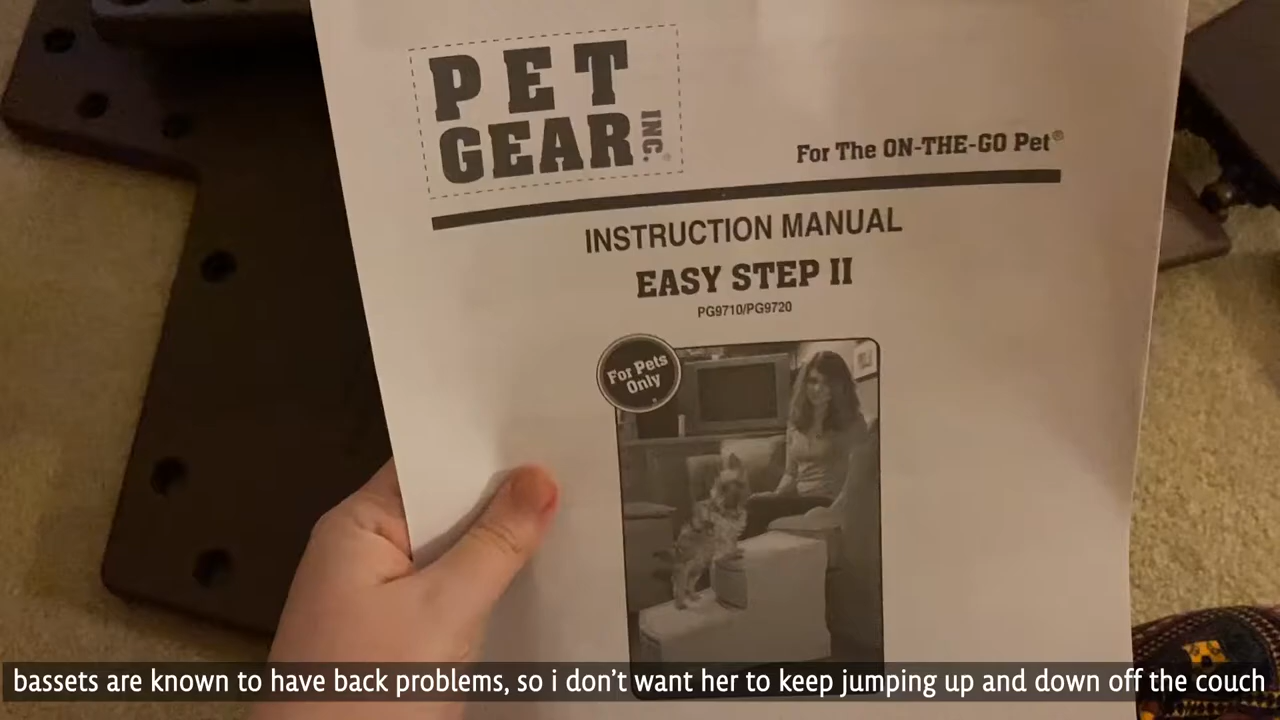 PET
GEAR INC.®
For The ON-THE-GO Pet®
INSTRUCTION MANUAL
EASY STEP II
PG9710/PG9720
For Pets
Only
bassets are known to have back problems, so i don't want her to keep jumping up and down off the couch